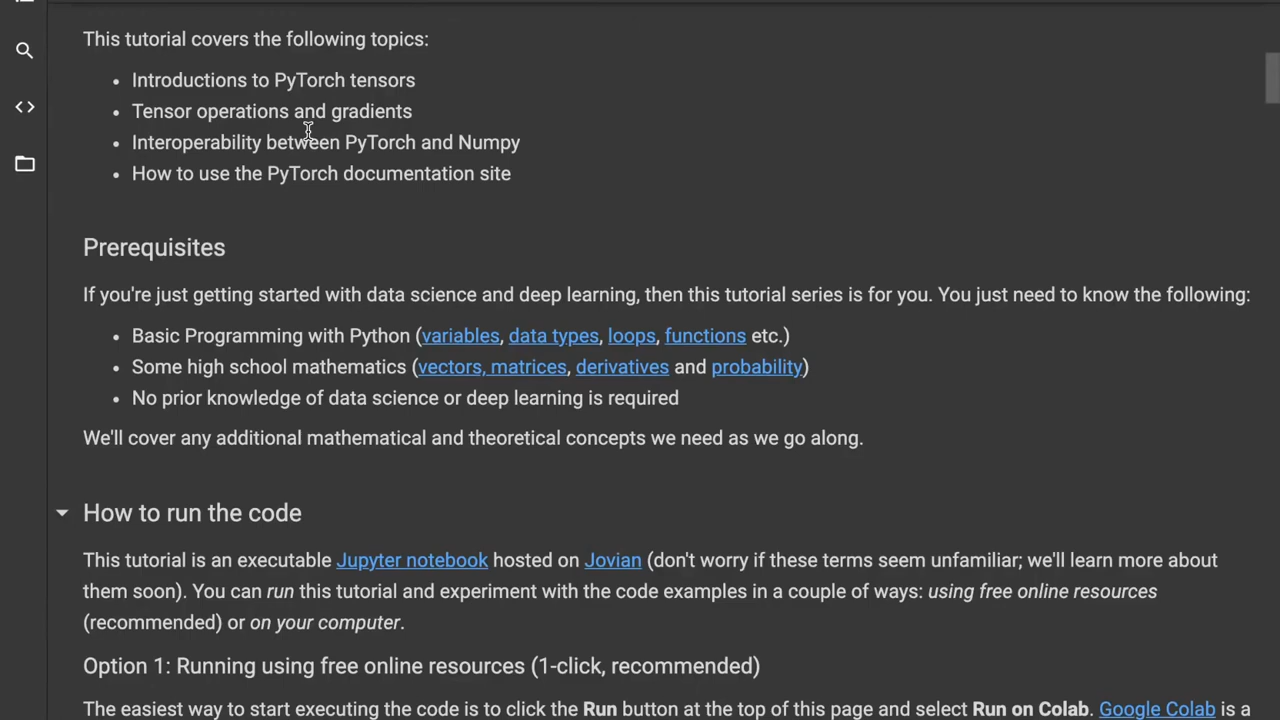 This tutorial covers the following topics:
• Introductions to PyTorch tensors
• Tensor operations and gradients
• Interoperability between PyTorch and Numpy
• How to use the PyTorch documentation site
Prerequisites
If you're just getting started with data science and deep learning, then this tutorial series is for you. You just need to know the following:
• Basic Programming with Python (variables, data types, loops, functions etc.)
• Some high school mathematics (vectors, matrices, derivatives and probability)
• No prior knowledge of data science or deep learning is required
We'll cover any additional mathematical and theoretical concepts we need as we go along.
How to run the code
This tutorial is an executable Jupyter notebook hosted on Jovian (don't worry if these terms seem unfamiliar; we'll learn more about
them soon). You can run this tutorial and experiment with the code examples in a couple of ways: using free online resources
(recommended) or on your computer.
Option 1: Running using free online resources (1-click, recommended)
The easiest way to start executing the code is to click the Run button at the top of this page and select Run on Colab. Google Colab is a